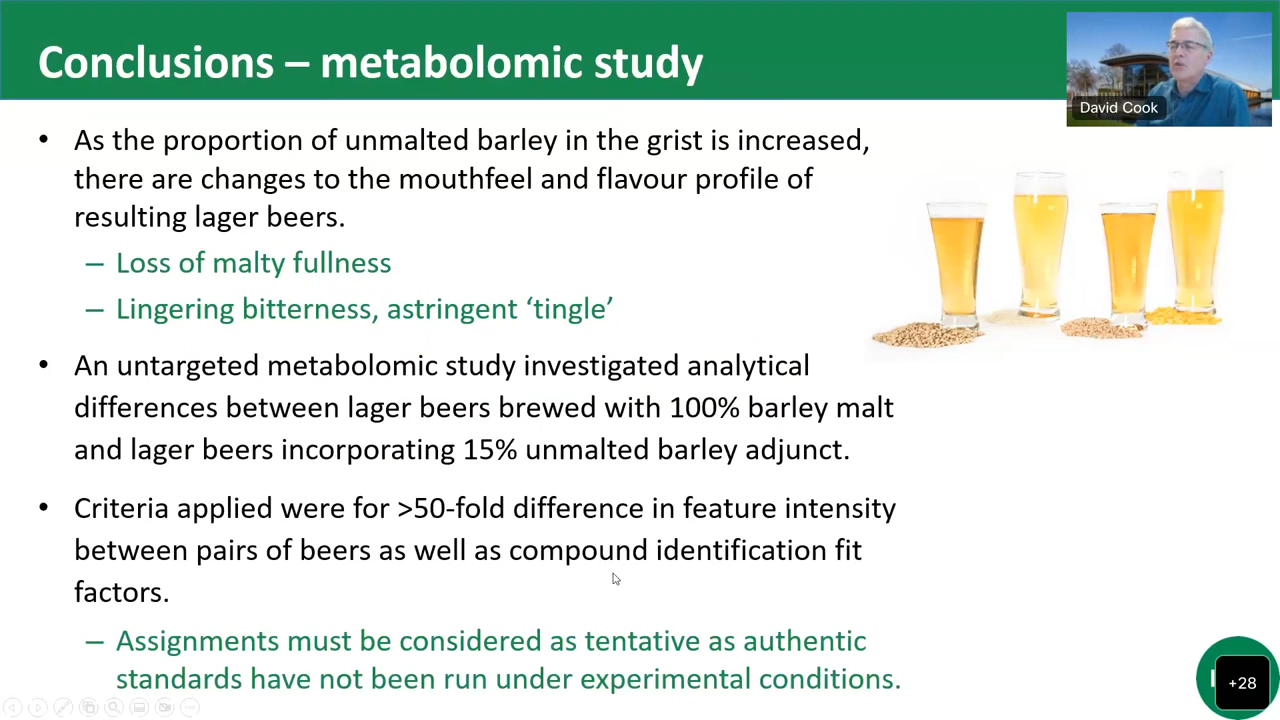 Conclusions – metabolomic study
David Cook
• As the proportion of unmalted barley in the grist is increased,
there are changes to the mouthfeel and flavour profile of
resulting lager beers.
– Loss of malty fullness
– Lingering bitterness, astringent ‘tingle’
• An untargeted metabolomic study investigated analytical
differences between lager beers brewed with 100% barley malt
and lager beers incorporating 15% unmalted barley adjunct.
• Criteria applied were for >50-fold difference in feature intensity
between pairs of beers as well as compound identification fit
factors.
– Assignments must be considered as tentative as authentic
standards have not been run under experimental conditions.
+28